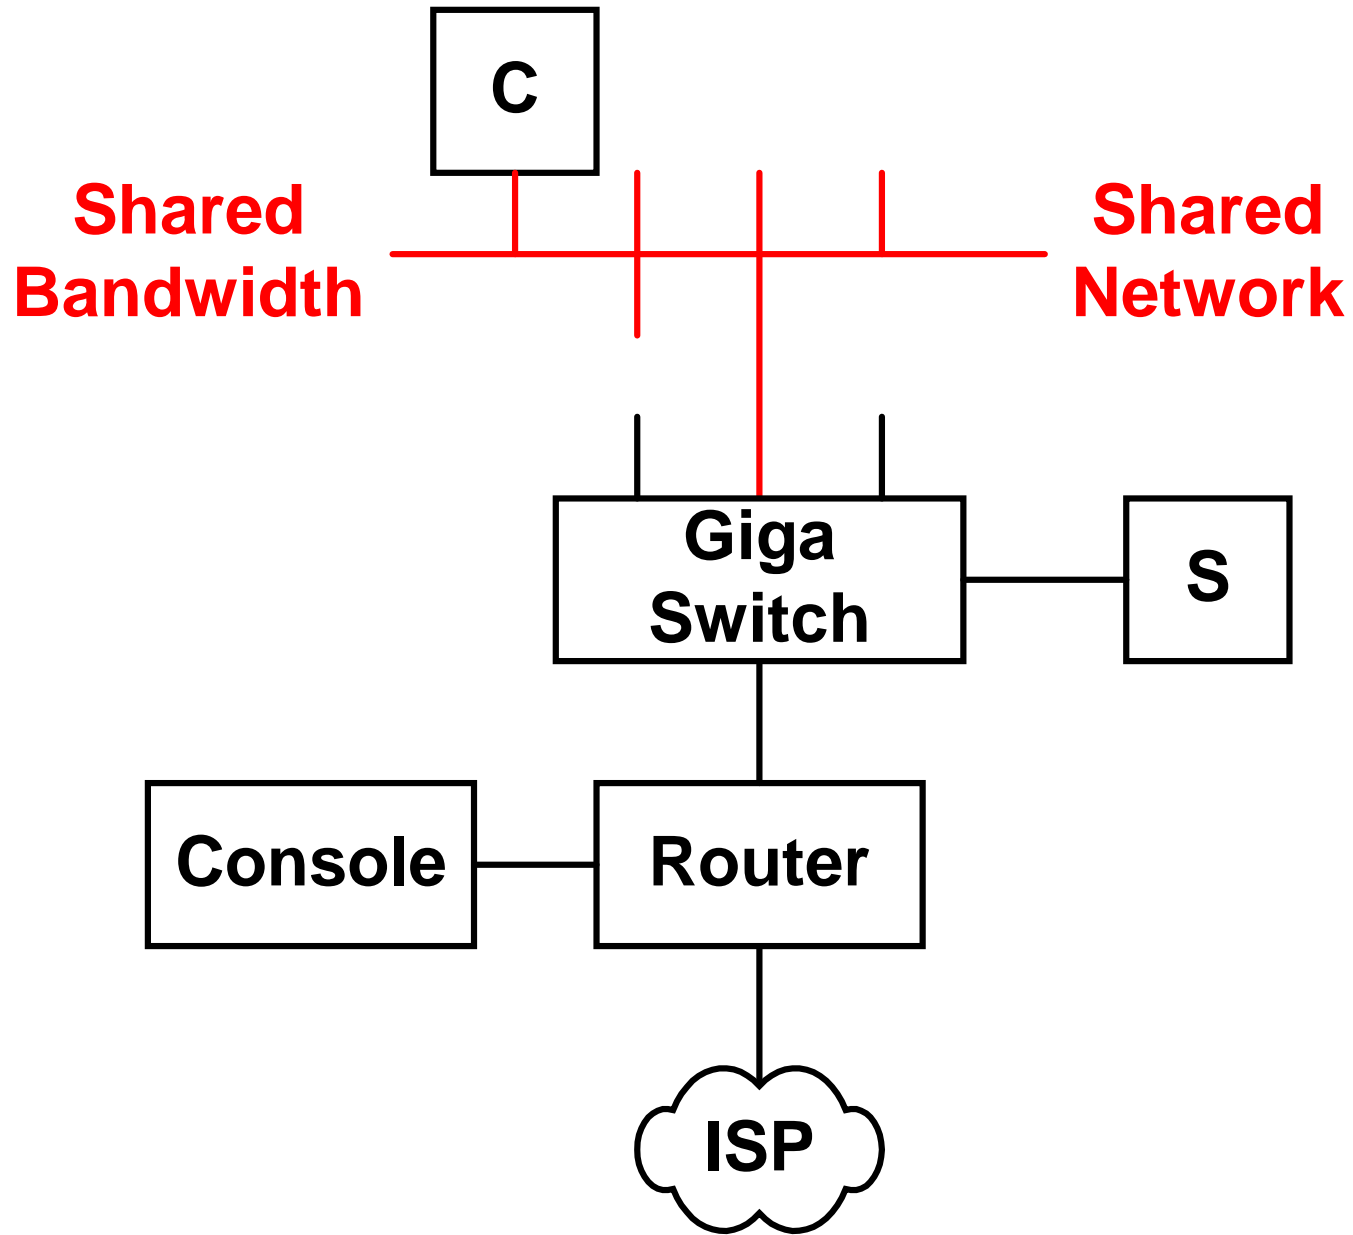 C
Shared
Bandwidth
Shared
Network
Giga
Switch
S
Console
Router
ISP